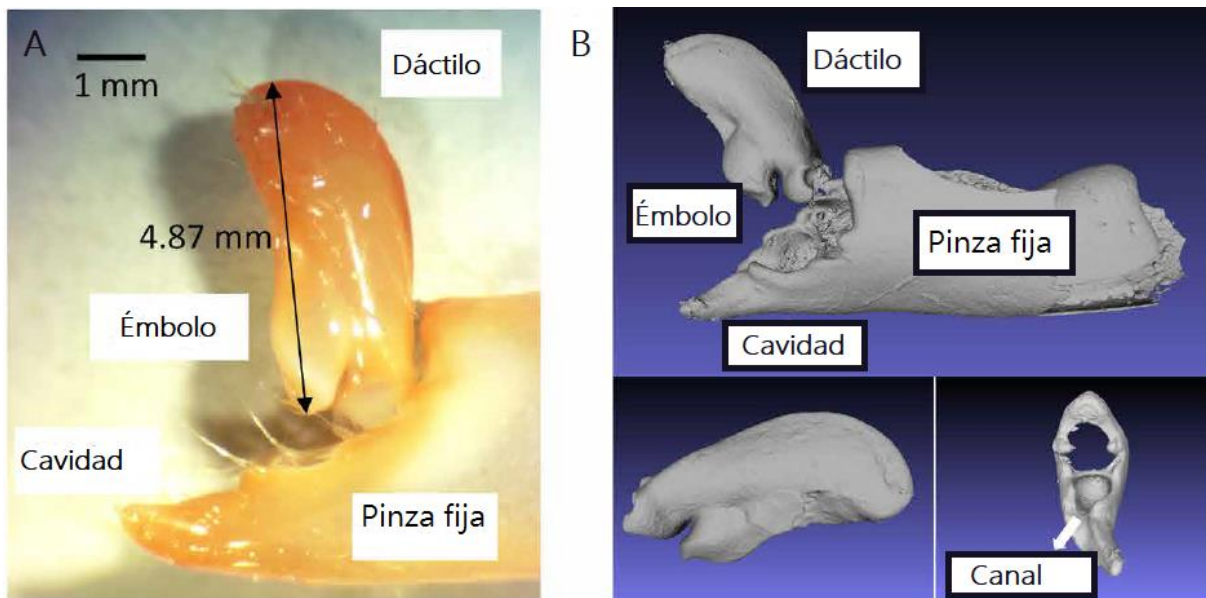 A
1 mm
Dáctilo
4.87 mm
Émbolo
Cavidad
Pinza fija
B
Dáctilo
Émbolo
Pinza fija
Cavidad
Canal